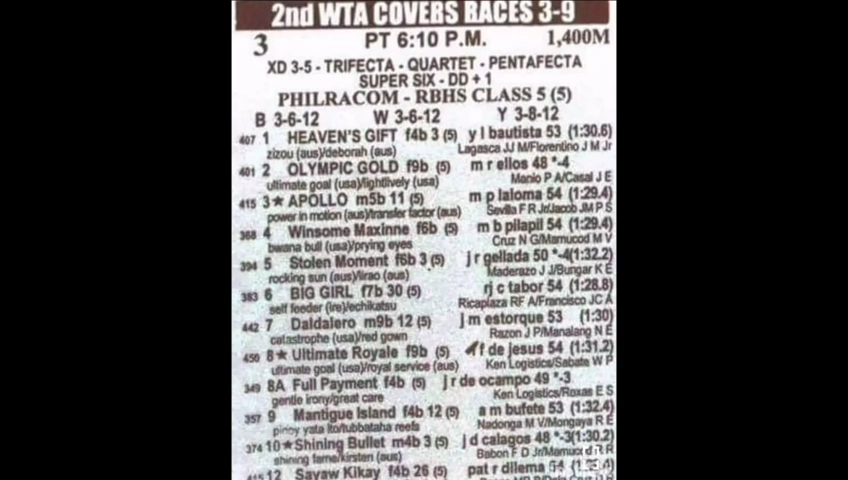 2nd WTA COVERS RACES 3-9
3 PT 6:10 P.M. 1,400M
XD 3-5 - TRIFECTA - QUARTET - PENTAFECTA
SUPER SIX - DD + 1
PHILRACOM - RBHS CLASS 5 (5)
B 3-6-12 W 3-6-12 Y 3-8-12
407 1 HEAVEN'S GIFT f4b 3 (5) y l bautista 53 (1:30.6)
zizou (aus)/deborah (aus) Lagasca JJ M/Florentino J M Jr
401 2 OLYMPIC GOLD f9b (5) m r ellos 48 *-4
ultimate goal (usa)/lightlively (usa) Manio P A/Casal J E
415 3★ APOLLO m5b 11 (5) m p laloma 54 (1:29.4)
power in motion (aus)/transfer factor (aus) Sevilla F R Jr/Jacob JM P S
368 4 Winsome Maxinne f6b (5) m b pilapil 54 (1:29.4)
bwana bull (usa)/prying eyes Cruz N G/Mamucod M V
394 5 Stolen Moment f6b 3 (5) j r gellada 50 *-4(1:32.2)
rocking sun (aus)/lirao (aus) Maderazo J J/Bungar K E
383 6 BIG GIRL f7b 30 (5) rj c tabor 54 (1:28.8)
self feeder (ire)/echikatsu Ricaplaza RF A/Francisco JC A
442 7 Daldalero m9b 12 (5) j m estorque 53 (1:30)
catastrophe (usa)/red gown Razon J P/Manalang N E
450 8★ Ultimate Royale f9b (5) f de jesus 54 (1:31.2)
ultimate goal (usa)/royal service (aus) Ken Logistics/Sabate W P
349 8A Full Payment f4b (5) j r de ocampo 49 *-3
gentle irony/great care Ken Logistics/Roxas E S
357 9 Mantigue Island f4b 12 (5) a m bufete 53 (1:32.4)
pinoy yata ito/tubbataha reefs Nadonga M V/Mongaya R E
374 10★Shining Bullet m4b 3 (5) j d calagos 48 *-3(1:30.2)
shining fame/kirsten (aus) Babon F D Jr/Mamucod
415 12 Savaw Kikay f4b 26 (5) pat r dilema 54